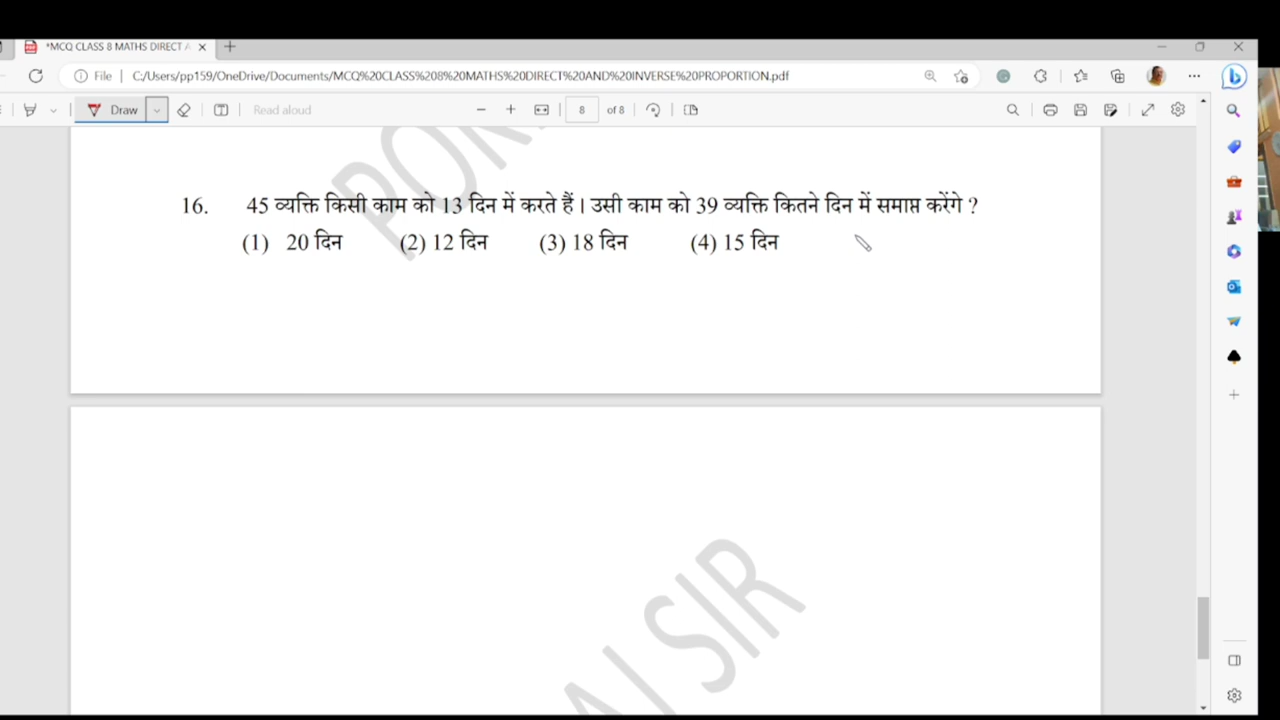 *MCQ CLASS 8 MATHS DIRECT A
File | C:/Users/pp159/OneDrive/Documents/MCQ%20CLASS%208%20MATHS%20DIRECT%20AND%20INVERSE%20PROPORTION.pdf
Draw Read aloud 8 of 8
16. 45 व्यक्ति किसी काम को 13 दिन में करते हैं। उसी काम को 39 व्यक्ति कितने दिन में समाप्त करेंगे ?
(1) 20 दिन (2) 12 दिन (3) 18 दिन (4) 15 दिन
SIR